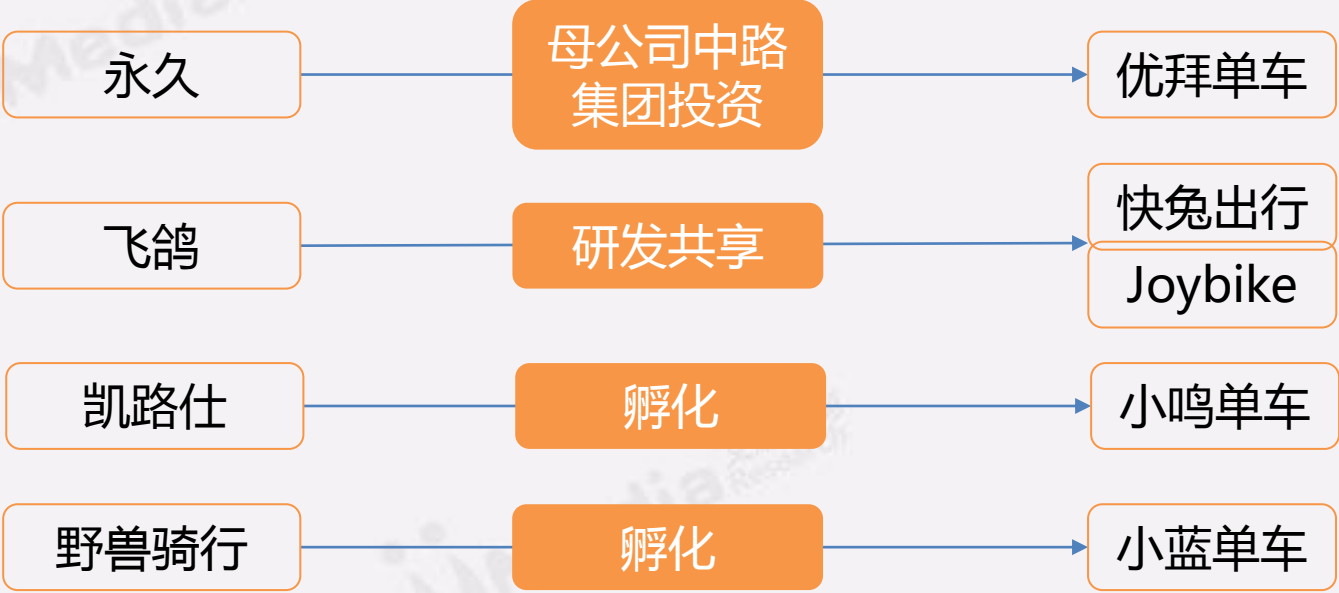 永久
母公司中路
集团投资
优拜单车
飞鸽
研发共享
快兔出行
Joybike
凯路仕
孵化
小鸣单车
野兽骑行
孵化
小蓝单车